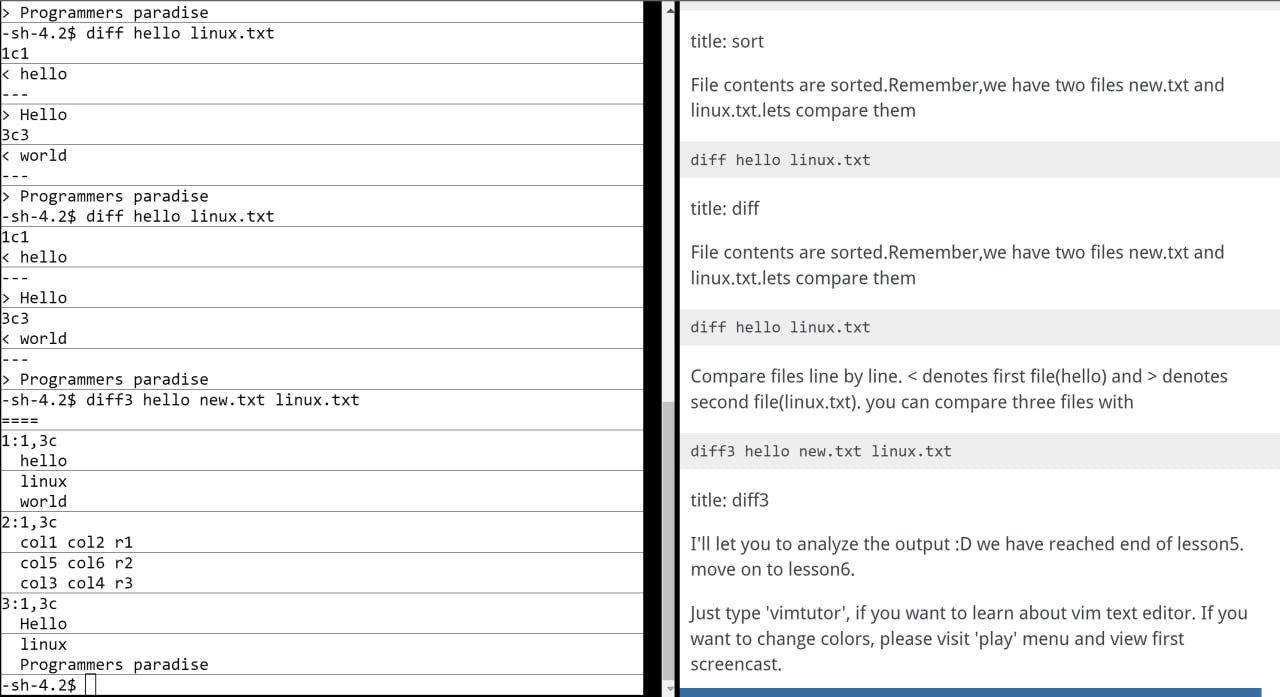 > Programmers paradise
-sh-4.2$ diff hello linux.txt
1c1
< hello
---
> Hello
3c3
< world
---
> Programmers paradise
-sh-4.2$ diff hello linux.txt
1c1
< hello
---
> Hello
3c3
< world
---
> Programmers paradise
-sh-4.2$ diff3 hello new.txt linux.txt
====
1:1,3c
  hello
  linux
  world
2:1,3c
  col1 col2 r1
  col5 col6 r2
  col3 col4 r3
3:1,3c
  Hello
  linux
  Programmers paradise
-sh-4.2$
title: sort
File contents are sorted.Remember,we have two files new.txt and
linux.txt.lets compare them
diff hello linux.txt
title: diff
File contents are sorted.Remember,we have two files new.txt and
linux.txt.lets compare them
diff hello linux.txt
Compare files line by line. < denotes first file(hello) and > denotes
second file(linux.txt). you can compare three files with
diff3 hello new.txt linux.txt
title: diff3
I'll let you to analyze the output :D we have reached end of lesson5.
move on to lesson6.
Just type 'vimtutor', if you want to learn about vim text editor. If you
want to change colors, please visit 'play' menu and view first
screencast.